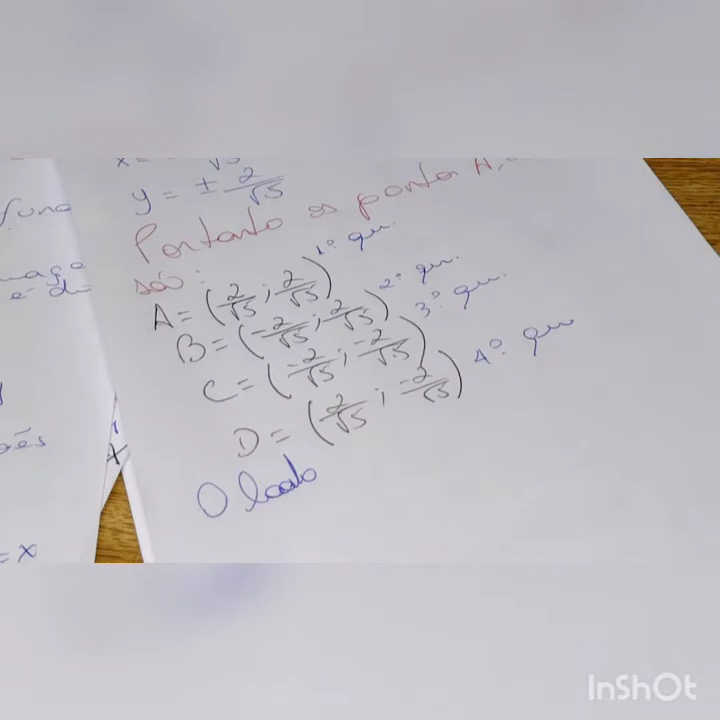 y = ± 2/√5
Portanto os pontos A,
são:
A = (2/√5 ; 2/√5) 1º qu.
B = (-2/√5 ; 2/√5) 2º qu.
C = (-2/√5 ; -2/√5) 3º qu.
D = (2/√5 ; -2/√5) 4º qu
O lado
= x
InShOt